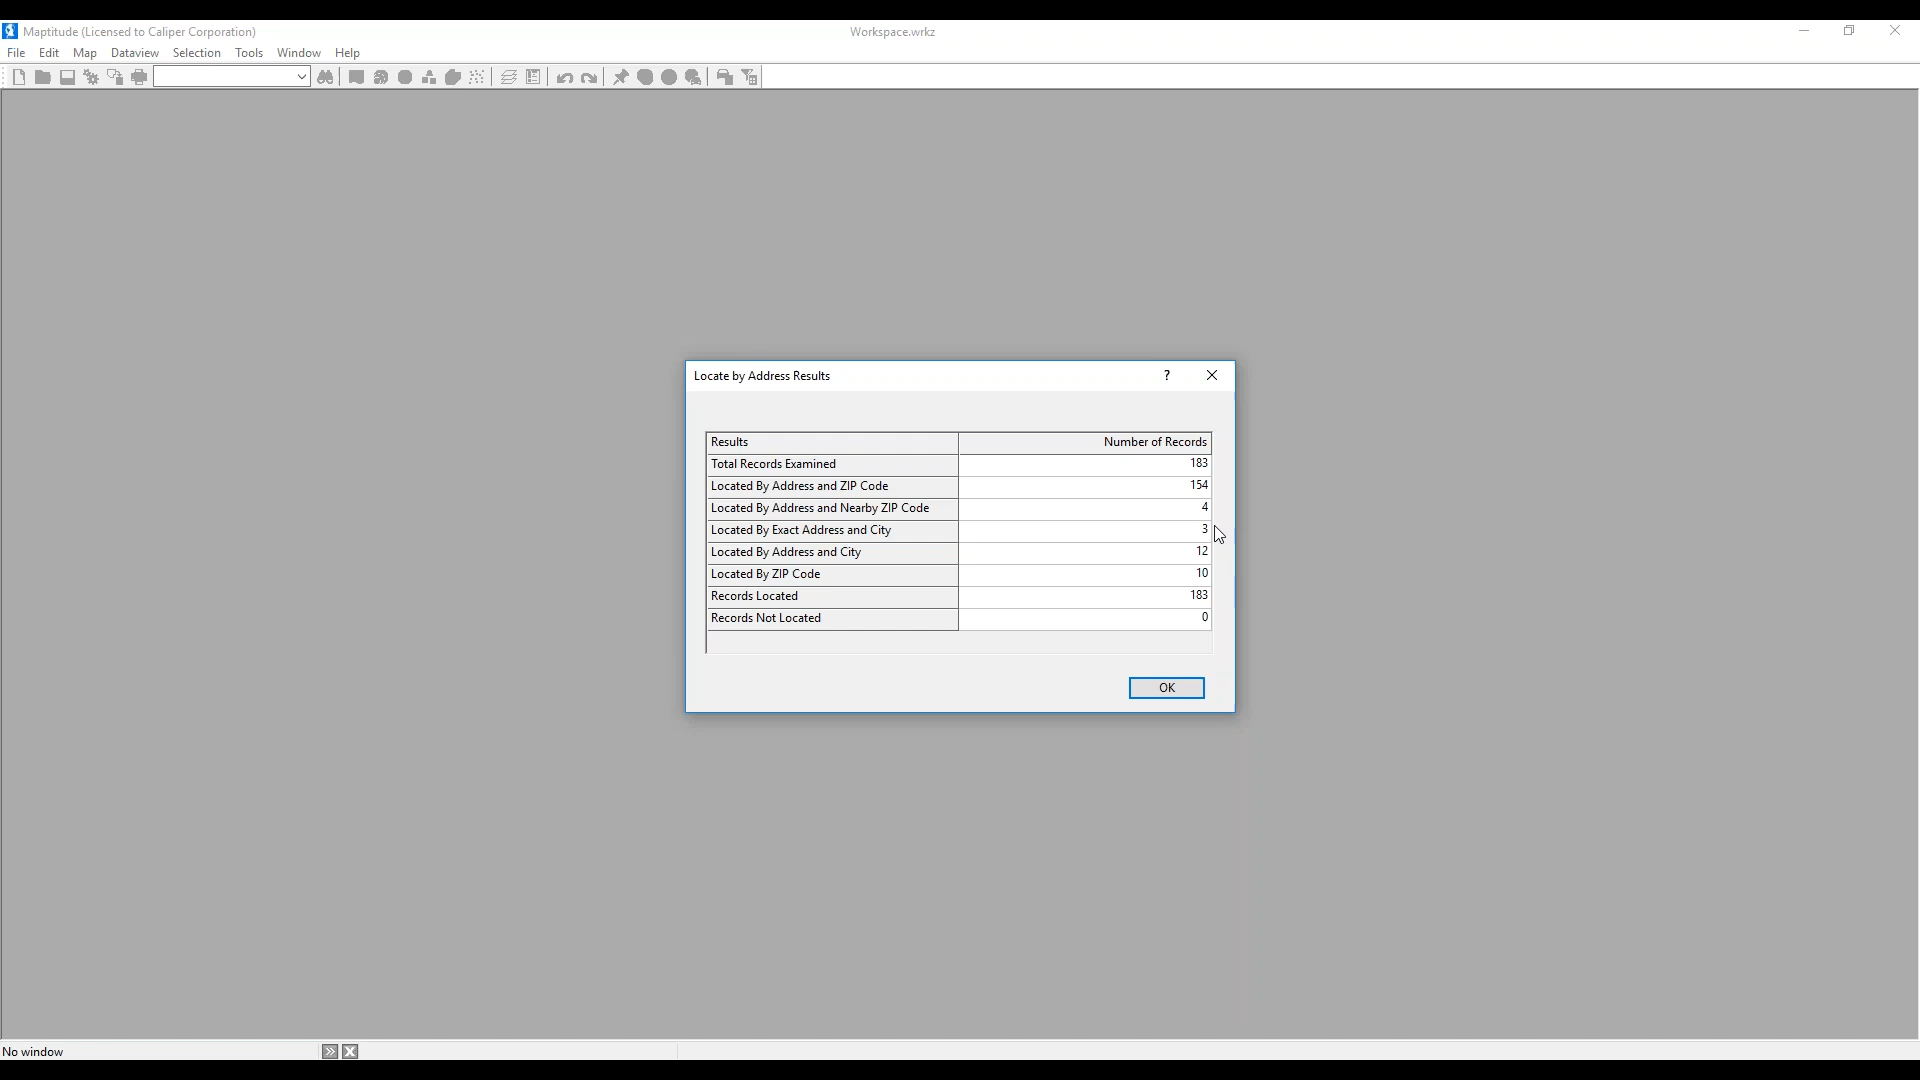 Maptitude (Licensed to Caliper Corporation) Workspace.wrkz
File Edit Map Dataview Selection Tools Window Help
Locate by Address Results ?
Results Number of Records
Total Records Examined 183
Located By Address and ZIP Code 154
Located By Address and Nearby ZIP Code 4
Located By Exact Address and City 3
Located By Address and City 12
Located By ZIP Code 10
Records Located 183
Records Not Located 0
OK
No window